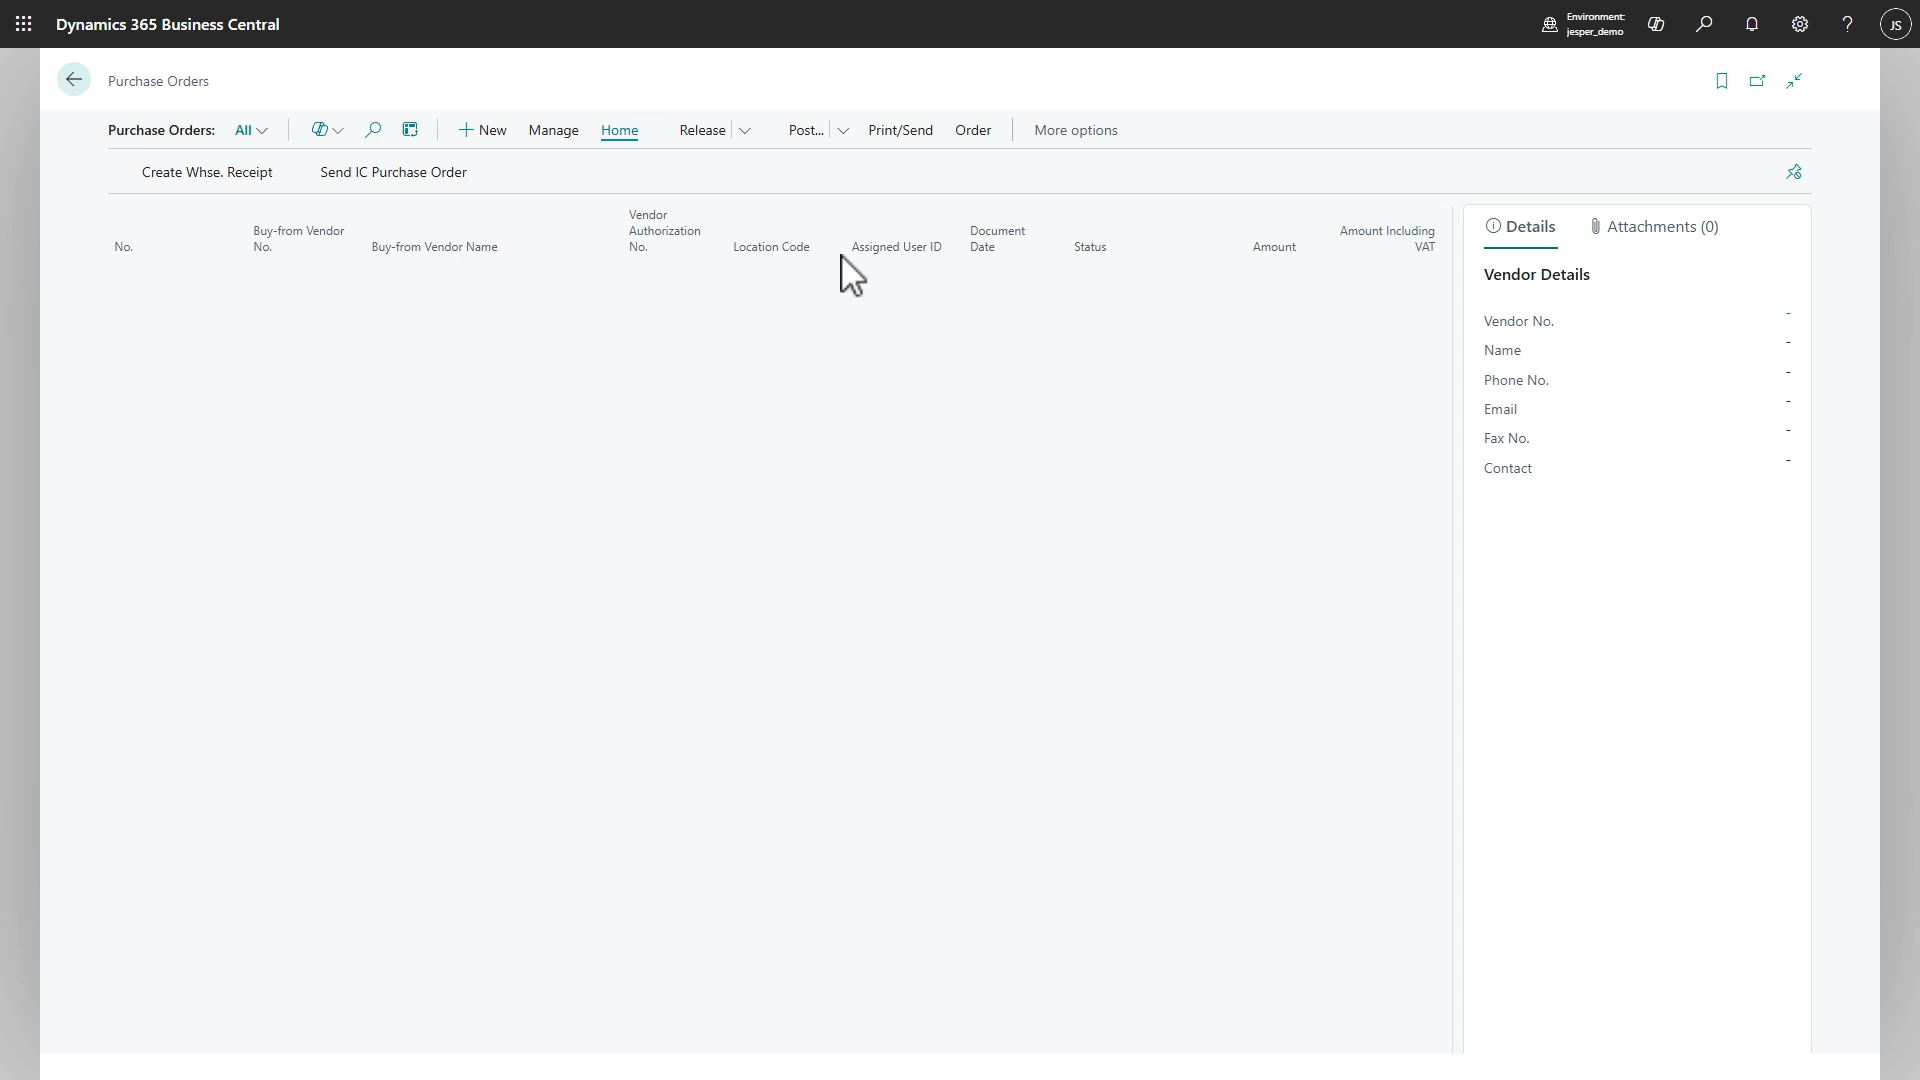 Dynamics 365 Business Central
Environment:
jesper_demo
JS
Purchase Orders
Purchase Orders: All
New Manage Home Release Post... Print/Send Order More options
Create Whse. Receipt Send IC Purchase Order
No.
Buy-from Vendor
No.
Buy-from Vendor Name
Vendor
Authorization
No.
Location Code
Assigned User ID
Document
Date
Status
Amount
Amount Including
VAT
Details Attachments (0)
Vendor Details
Vendor No. -
Name -
Phone No. -
Email -
Fax No. -
Contact -